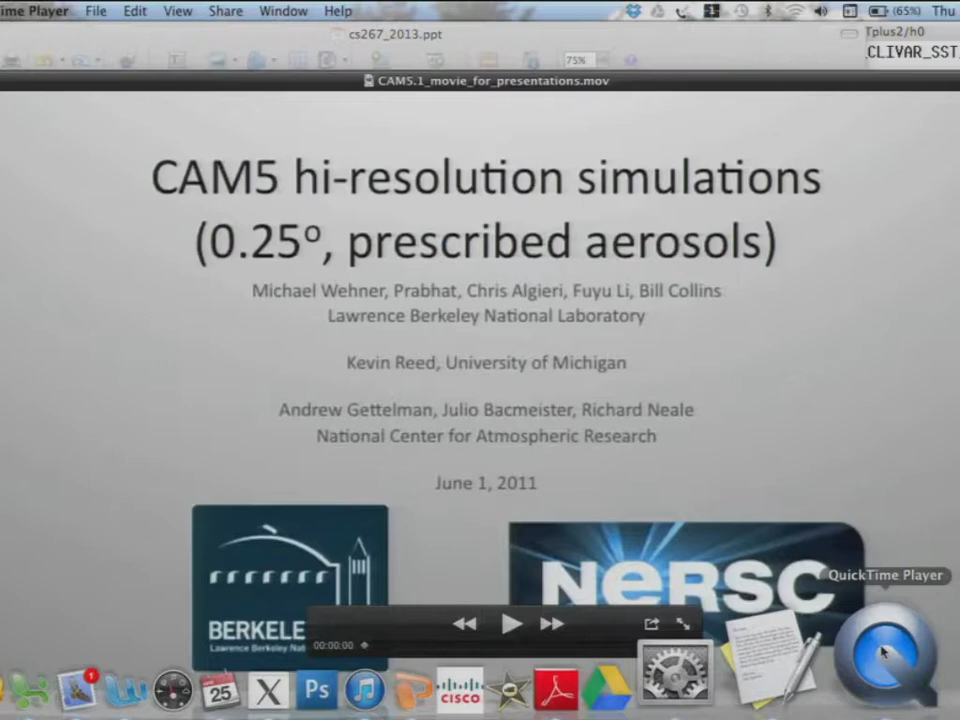 me Player File Edit View Share Window Help (65%) Thu
cs267_2013.ppt
Tplus2/h0
75%
CLIVAR_SST
CAM5.1_movie_for_presentations.mov
CAM5 hi-resolution simulations
(0.25º, prescribed aerosols)
Michael Wehner, Prabhat, Chris Algieri, Fuyu Li, Bill Collins
Lawrence Berkeley National Laboratory
Kevin Reed, University of Michigan
Andrew Gettelman, Julio Bacmeister, Richard Neale
National Center for Atmospheric Research
June 1, 2011
NERSC
QuickTime Player
BERKELE
Lawrence Berkeley Nati
00:00:00
1
25
X
Ps
CISCO